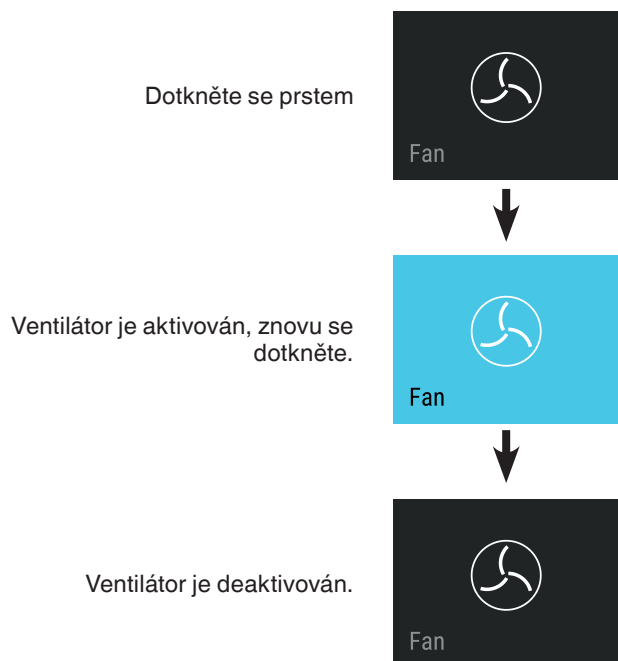 Dotkněte se prstem
Fan
Ventilátor je aktivován, znovu se
dotkněte.
Fan
Ventilátor je deaktivován.
Fan